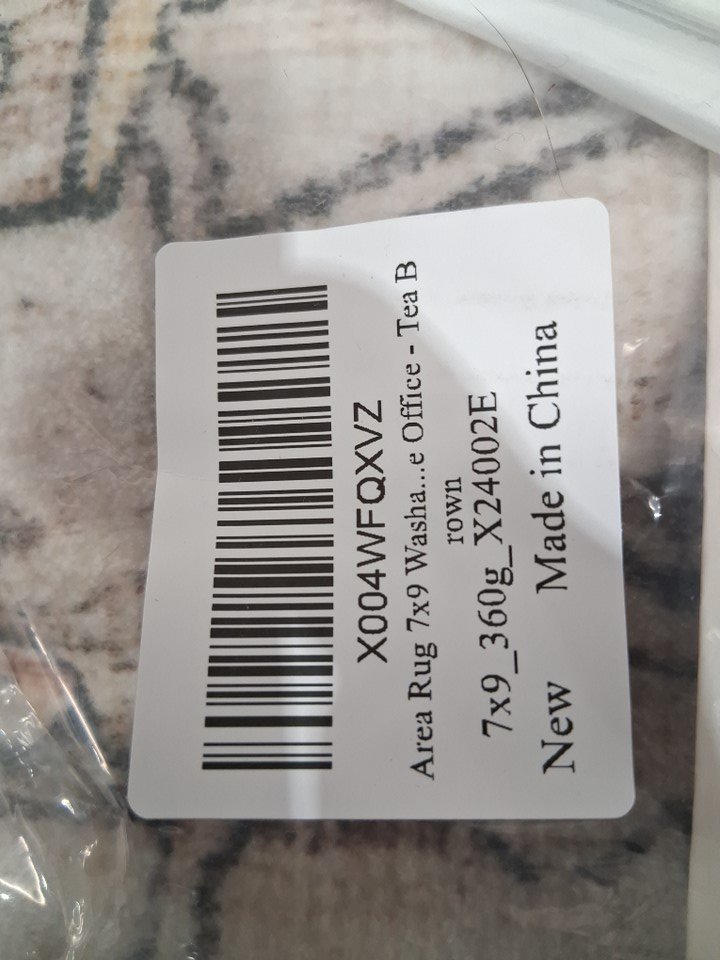 X004WFQXVZ
Area Rug 7x9 Washa...e Office - Tea B
rown
7x9_360g_X24002E
New Made in China